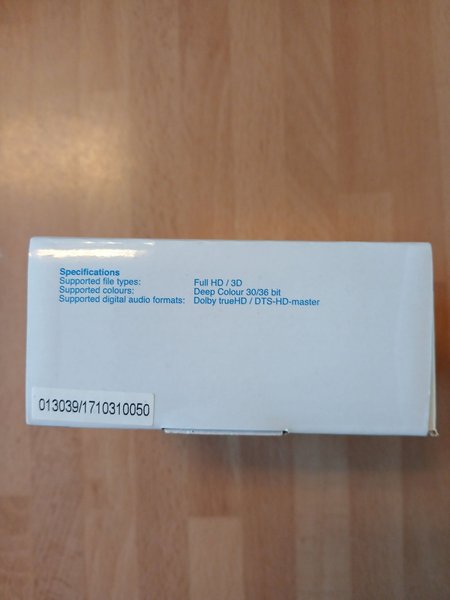 Specifications
Supported file types: Full HD / 3D
Supported colours: Deep Colour 30/36 bit
Supported digital audio formats: Dolby trueHD / DTS-HD-master
013039/1710310050